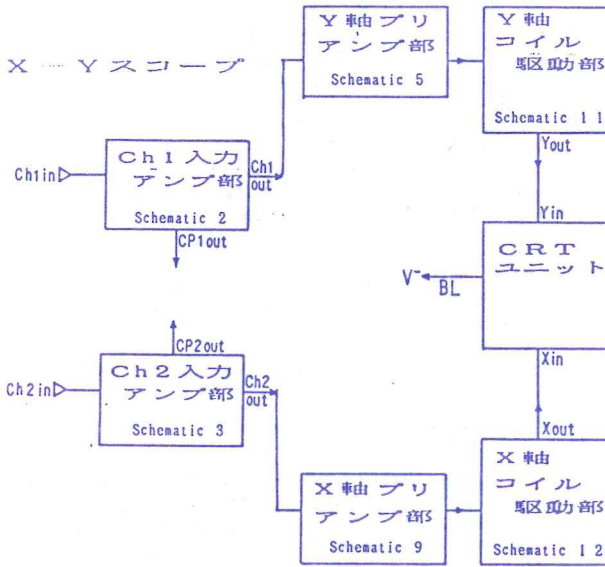 X－Yスコープ
Y軸プリ
アンプ部
Schematic 5
Y軸
コイル
駆動部
Schematic 11
Ch1in
Ch1入力
アンプ部
Schematic 2
Ch1
out
CP1out
Yout
Yin
CRT
ユニット
V-
BL
Xin
CP2out
Ch2in
Ch2入力
アンプ部
Schematic 3
Ch2
out
Xout
X軸プリ
アンプ部
Schematic 9
X軸
コイル
駆動部
Schematic 12